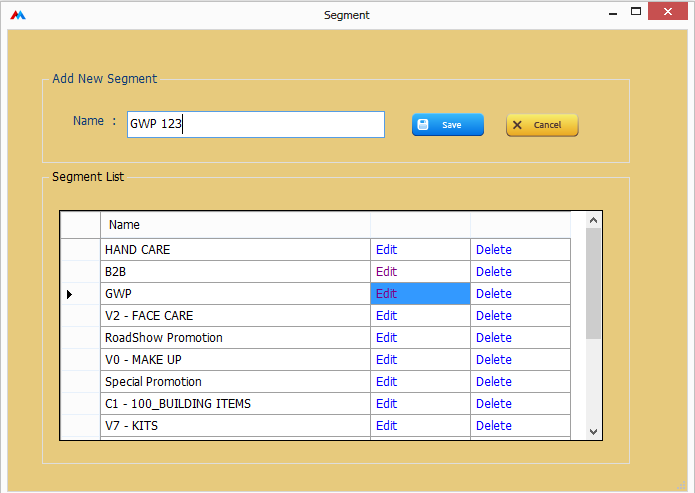 Segment
Add New Segment
Name : GWP 123 Save Cancel
Segment List
Name
HAND CARE Edit Delete
B2B Edit Delete
GWP Edit Delete
V2 - FACE CARE Edit Delete
RoadShow Promotion Edit Delete
V0 - MAKE UP Edit Delete
Special Promotion Edit Delete
C1 - 100_BUILDING ITEMS Edit Delete
V7 - KITS Edit Delete